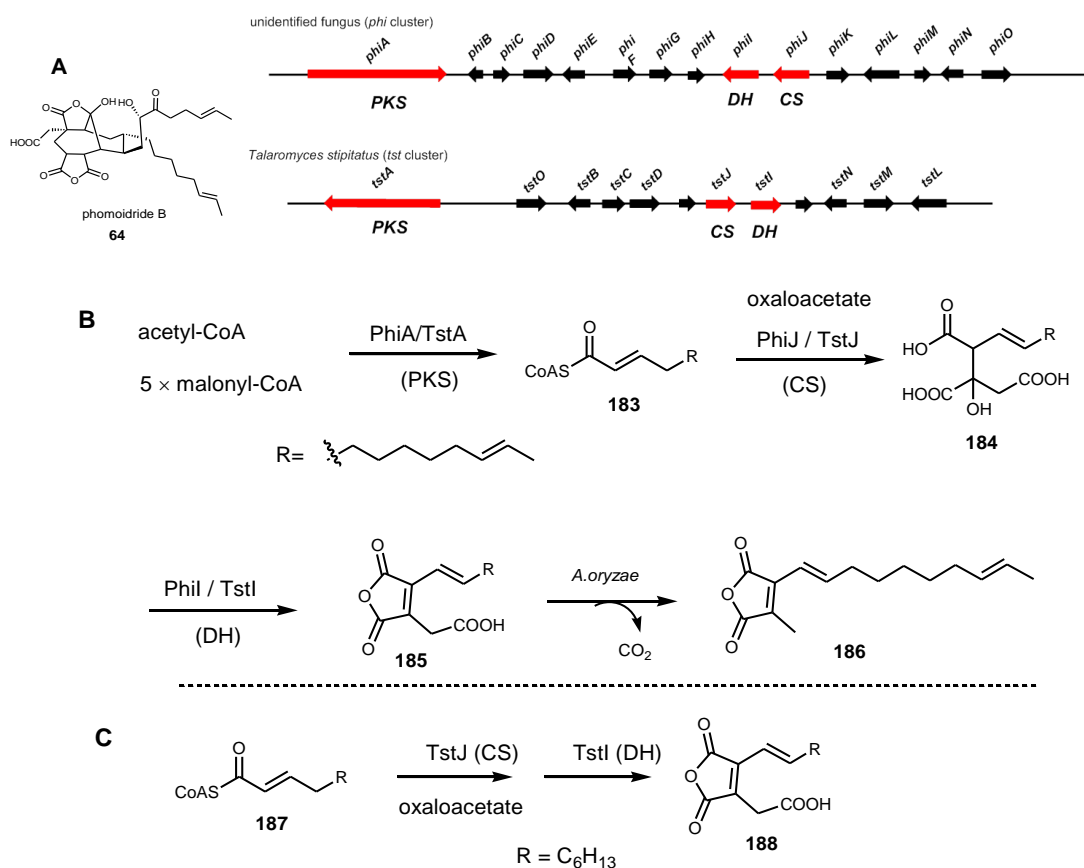 unidentified fungus (phi cluster)
phiA
phiB
phiC
phiD
phiE
phi
F
phiG
phiH
phiI
phiJ
phiK
phiL
phiM
phiN
phiO
PKS
DH
CS
A
O
O
OH
HO
O
HOOC
O
O
O
phomoidride B
64
Talaromyces stipitatus (tst cluster)
tstA
tstO
tstB
tstC
tstD
tstJ
tstI
tstN
tstM
tstL
PKS
CS
DH
B
acetyl-CoA
5 × malonyl-CoA
PhiA/TstA
(PKS)
O
CoAS
R
183
oxaloacetate
PhiJ / TstJ
(CS)
O
HO
R
HOOC
COOH
OH
184
R=
PhiI / TstI
(DH)
O
O
O
R
COOH
185
A.oryzae
CO2
O
O
O
186
C
O
CoAS
R
187
TstJ (CS)
oxaloacetate
TstI (DH)
O
O
O
R
COOH
188
R = C6H13